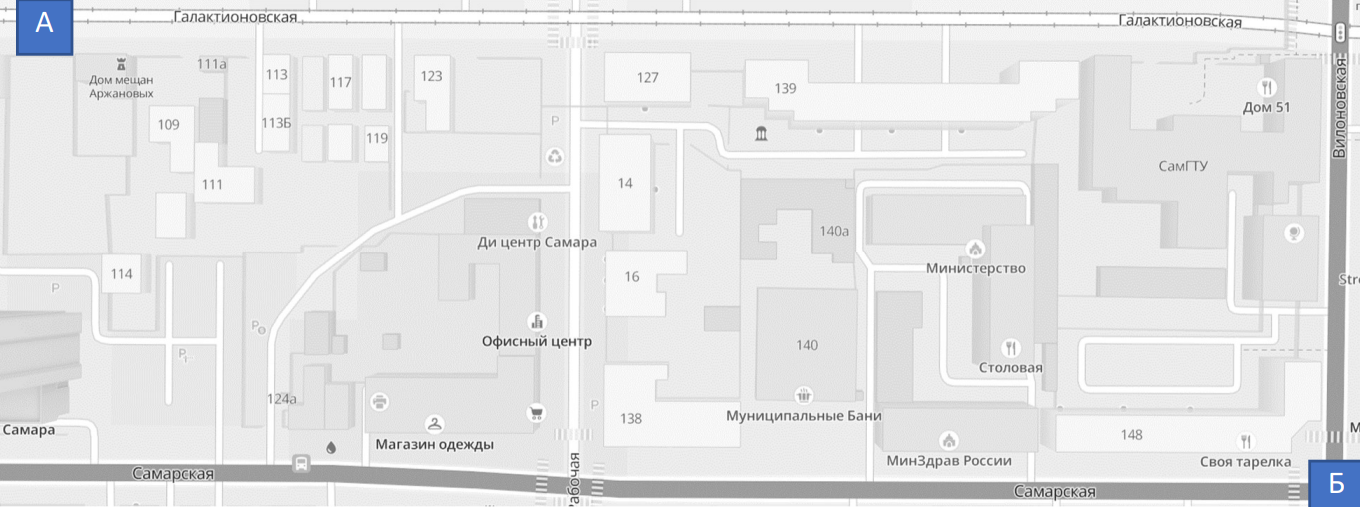 А
Галактионовская
Галактионовская
Дом мещан
Аржановых
111а
113
117
123
127
139
Дом 51
Вилоновская
109
113Б
119
P
СамГТУ
111
14
140а
Ди центр Самара
Министерство
114
16
P
P
P
Офисный центр
140
Столовая
124а
P
138
Муниципальные Бани
Самара
Магазин одежды
148
МинЗдрав России
Своя тарелка
Самарская
Рабочая
Самарская
Б